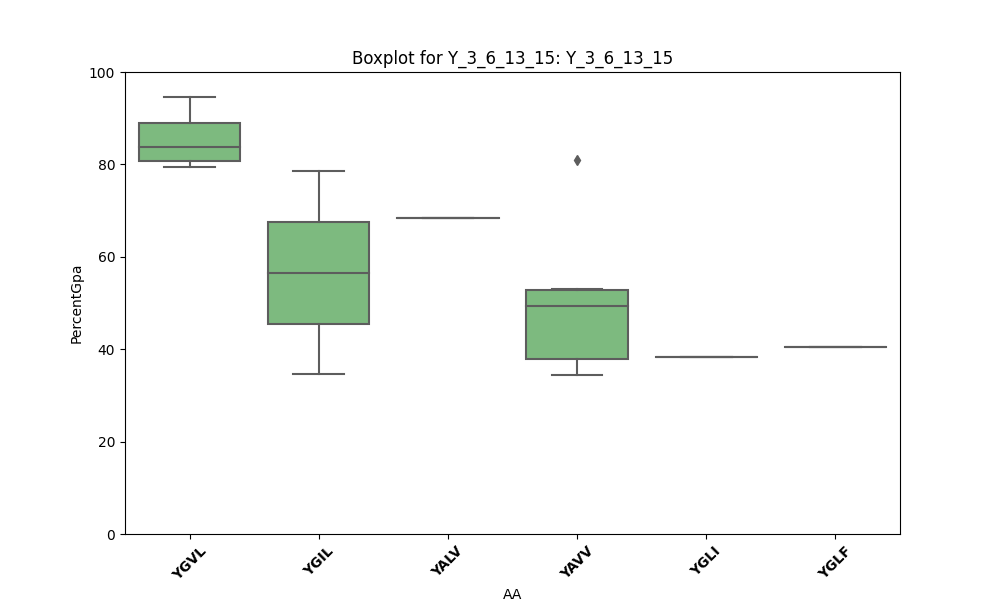 Boxplot for Y_3_6_13_15: Y_3_6_13_15
100
80
60
40
20
0
PercentGpa
YGVL
YGIL
YALV
YAVV
YGLI
YGLF
AA